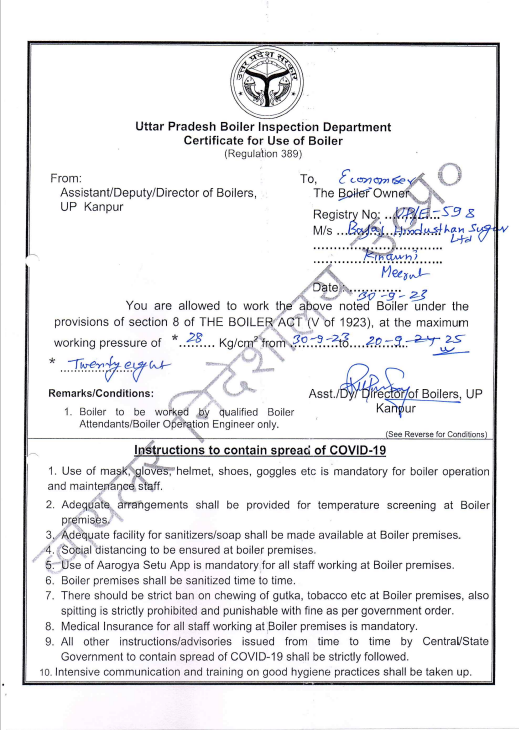 उत्तर प्रदेश सरकार
Uttar Pradesh Boiler Inspection Department
Certificate for Use of Boiler
(Regulation 389)
From:
Assistant/Deputy/Director of Boilers,
UP Kanpur
To, Economiser
The Boiler Owner
Registry No: ..UP/E-598
M/s ...Bajaj Hindusthan Sugar
Ltd
Kinauni
Meerut
Date : 30-9-23
You are allowed to work the above noted Boiler under the
provisions of section 8 of THE BOILER ACT (V of 1923), at the maximum
working pressure of * 28 Kg/cm² from 30-9-23 to 20-9-24 25
* Twenty eight
Remarks/Conditions:
1. Boiler to be worked by qualified Boiler
Attendants/Boiler Operation Engineer only.
Asst./Dy/ Director of Boilers, UP
Kanpur
(See Reverse for Conditions)
बायलर निदेशालय उ०प्र०
Instructions to contain spread of COVID-19
1. Use of mask, gloves, helmet, shoes, goggles etc is mandatory for boiler operation
and maintenance staff.
2. Adequate arrangements shall be provided for temperature screening at Boiler
premises.
3. Adequate facility for sanitizers/soap shall be made available at Boiler premises.
4. Social distancing to be ensured at boiler premises.
5. Use of Aarogya Setu App is mandatory for all staff working at Boiler premises.
6. Boiler premises shall be sanitized time to time.
7. There should be strict ban on chewing of gutka, tobacco etc at Boiler premises, also
spitting is strictly prohibited and punishable with fine as per government order.
8. Medical Insurance for all staff working at Boiler premises is mandatory.
9. All other instructions/advisories issued from time to time by Central/State
Government to contain spread of COVID-19 shall be strictly followed.
10. Intensive communication and training on good hygiene practices shall be taken up.